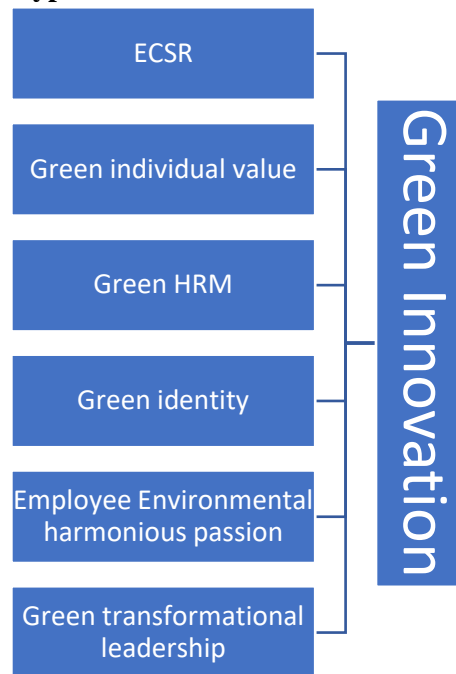 ECSR
Green individual value
Green HRM
Green identity
Employee Environmental
harmonious passion
Green transformational
leadership
Green Innovation